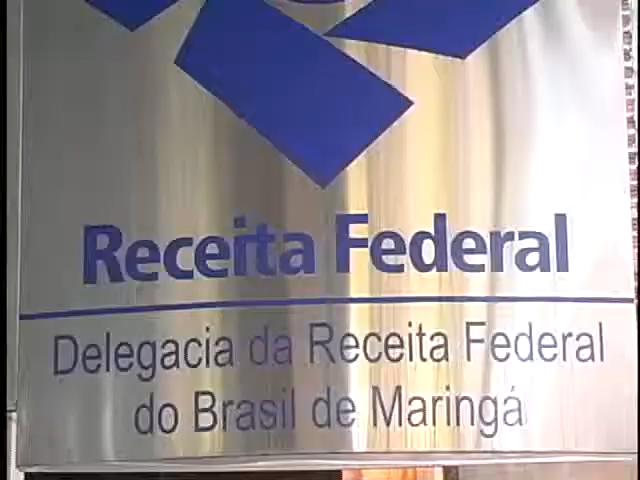 Receita Federal
Delegacia da Receita Federal
do Brasil de Maringá